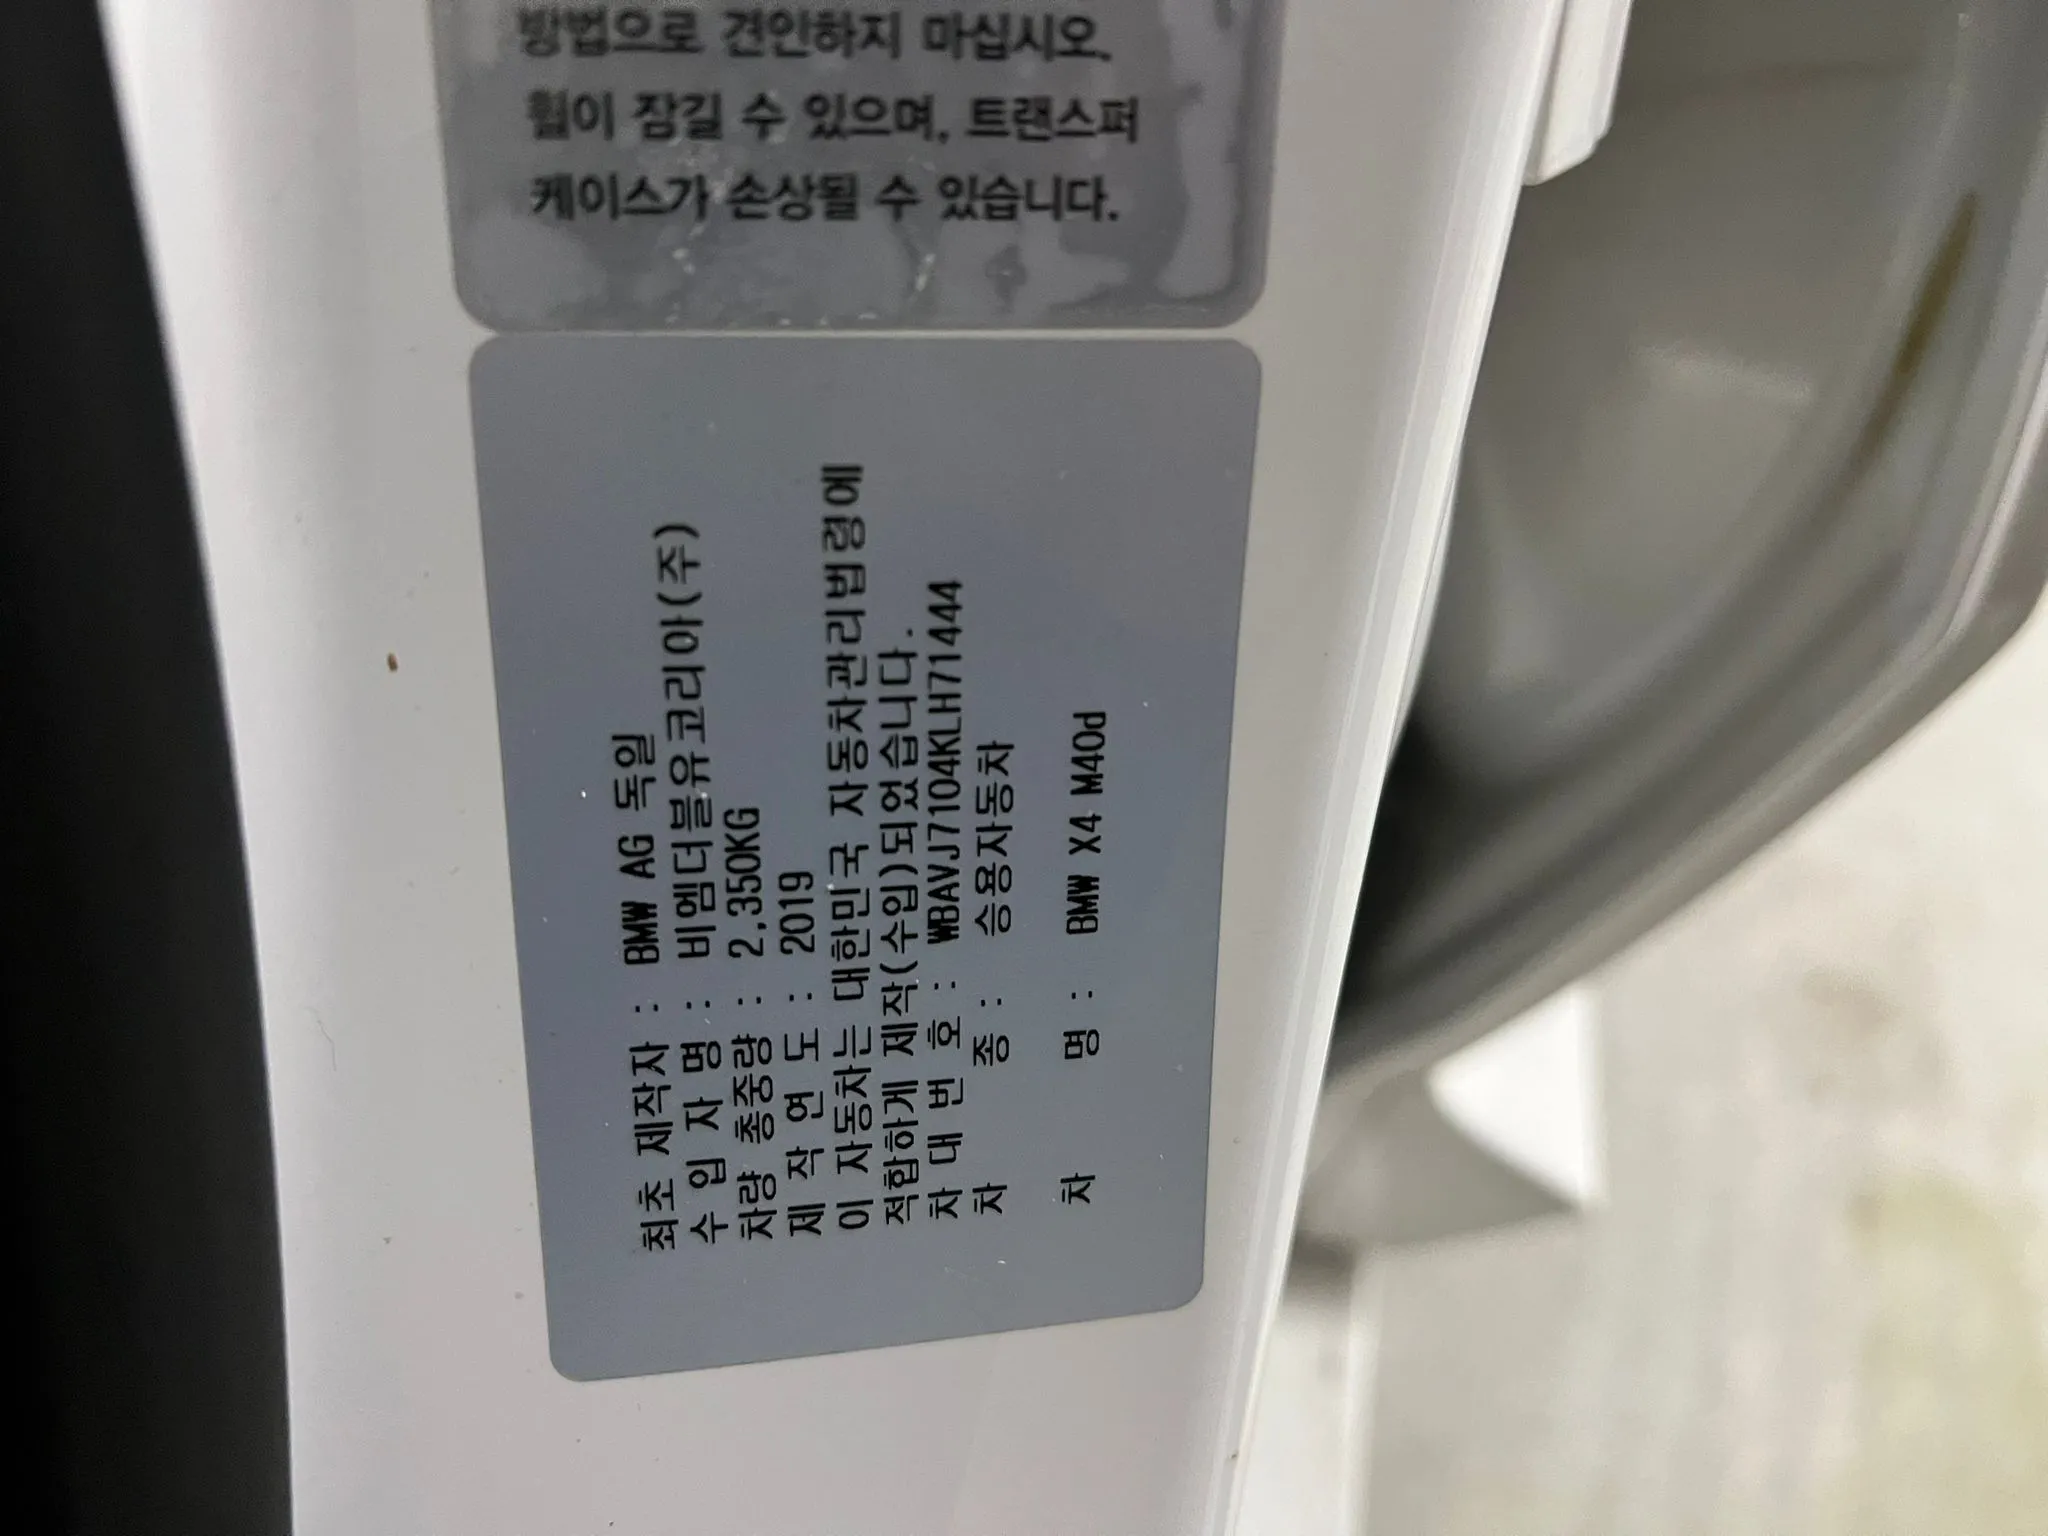 방법으로 견인하지 마십시오.
휠이 잠길 수 있으며, 트랜스퍼
케이스가 손상될 수 있습니다.
최초 제작자 : BMW AG 독일
수 입 자 명 : 비엠더블유코리아(주)
차량 총중량 : 2,350KG
제 작 연 도 : 2019
이 자동차는 대한민국 자동차관리법령에
적합하게 제작(수입)되었습니다.
차 대 번 호 : WBAVJ7104KLH71444
차 종 : 승용자동차
차 명 : BMW X4 M40d